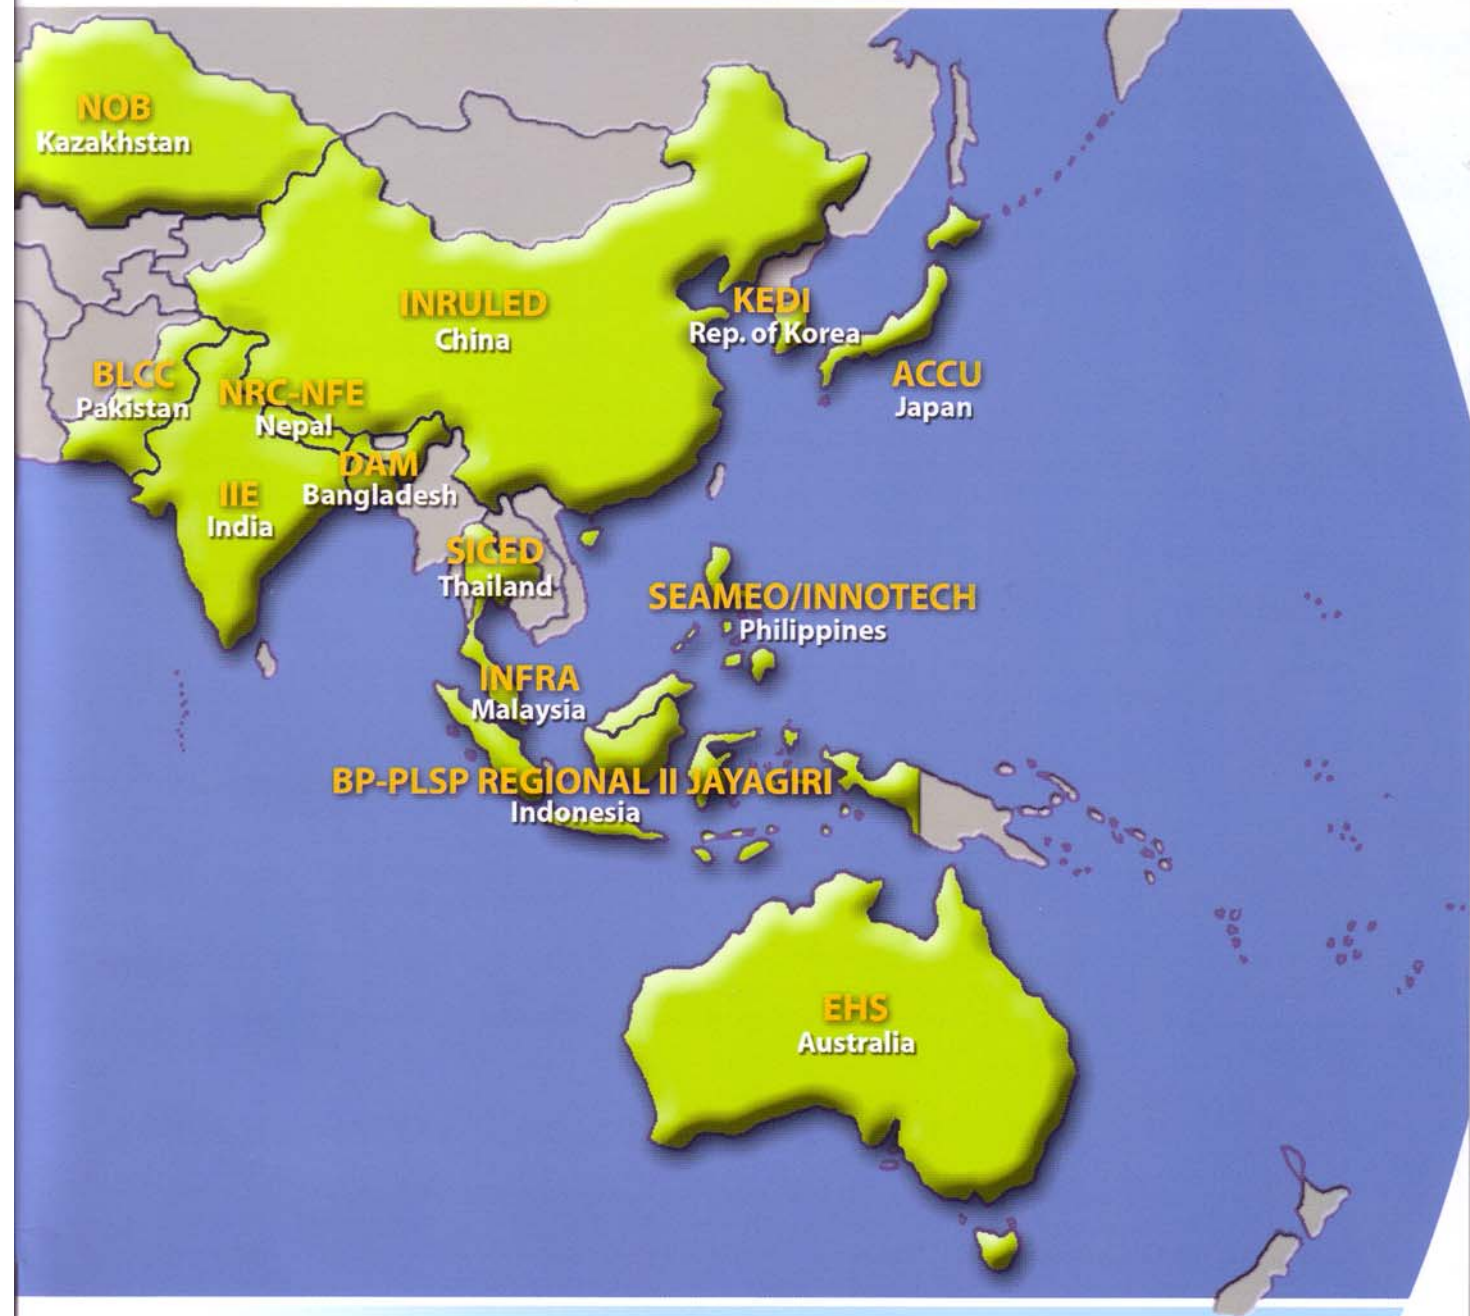 NOB
Kazakhstan
INRULED
China
KEDI
Rep. of Korea
ACCU
Japan
BLCC
Pakistan
NRC-NFE
Nepal
DAM
Bangladesh
IIE
India
SICED
Thailand
SEAMEO/INNOTECH
Philippines
INFRA
Malaysia
BP-PLSP REGIONAL II JAYAGIRI
Indonesia
EHS
Australia